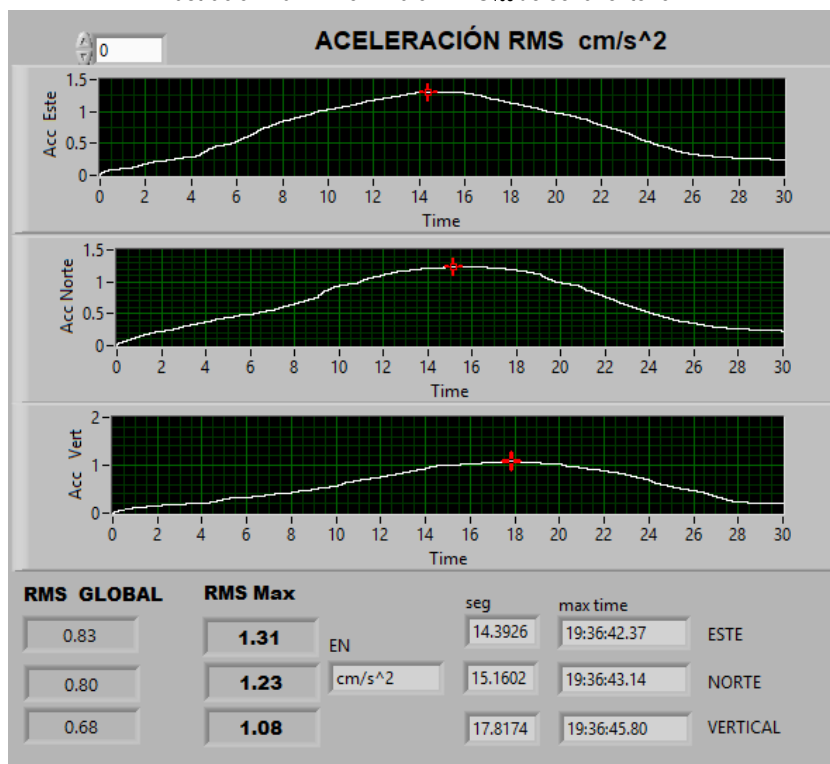 0
ACELERACIÓN RMS cm/s^2
Acc Este
1.5
1
0.5
0
0 2 4 6 8 10 12 14 16 18 20 22 24 26 28 30
Time
Acc Norte
1.5
1
0.5
0
0 2 4 6 8 10 12 14 16 18 20 22 24 26 28 30
Time
Acc Vert
2
1
0
0 2 4 6 8 10 12 14 16 18 20 22 24 26 28 30
Time
RMS GLOBAL RMS Max seg max time
0.83 1.31 EN 14.3926 19:36:42.37 ESTE
0.80 1.23 cm/s^2 15.1602 19:36:43.14 NORTE
0.68 1.08 17.8174 19:36:45.80 VERTICAL